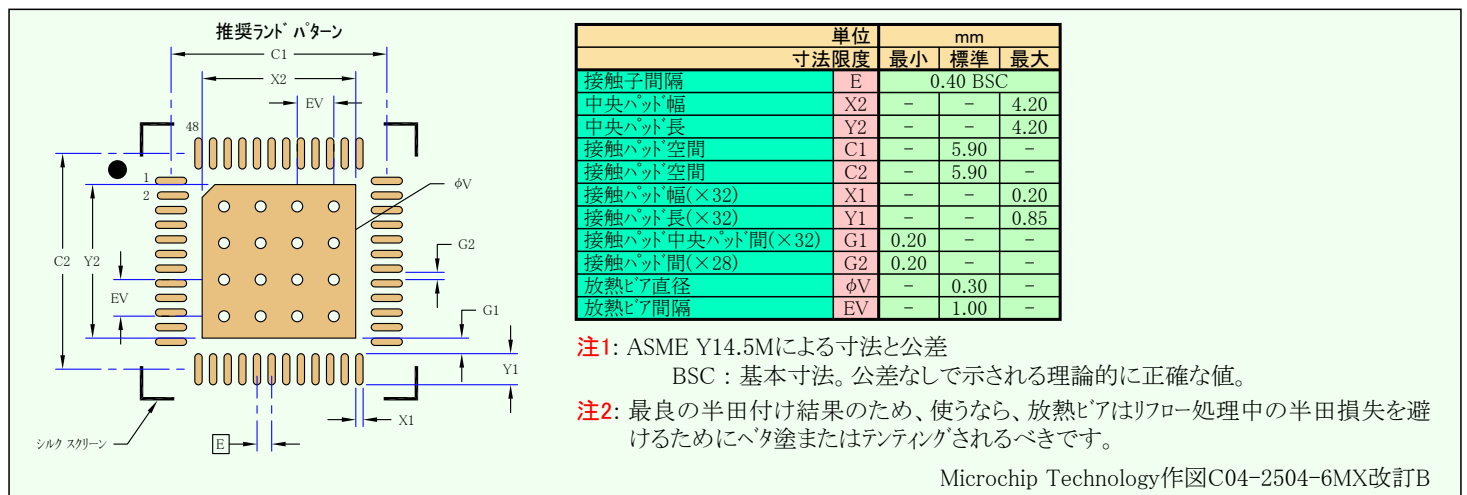 推奨ランド パターン
C1
X2
EV
48
1
2
φV
C2
Y2
EV
G2
G1
Y1
X1
E
シルク スクリーン
単位 mm
寸法限度 最小 標準 最大
接触子間隔 E 0.40 BSC
中央パッド幅 X2 - - 4.20
中央パッド長 Y2 - - 4.20
接触パッド空間 C1 - 5.90 -
接触パッド空間 C2 - 5.90 -
接触パッド幅(×32) X1 - - 0.20
接触パッド長(×32) Y1 - - 0.85
接触パッド中央パッド間(×32) G1 0.20 - -
接触パッド間(×28) G2 0.20 - -
放熱ビア直径 φV - 0.30 -
放熱ビア間隔 EV - 1.00 -
注1: ASME Y14.5Mによる寸法と公差
BSC : 基本寸法。公差なしで示される理論的に正確な値。
注2: 最良の半田付け結果のため、使うなら、放熱ビアはリフロー処理中の半田損失を避
けるためにベタ塗またはテンティングされるべきです。
Microchip Technology作図C04-2504-6MX改訂B